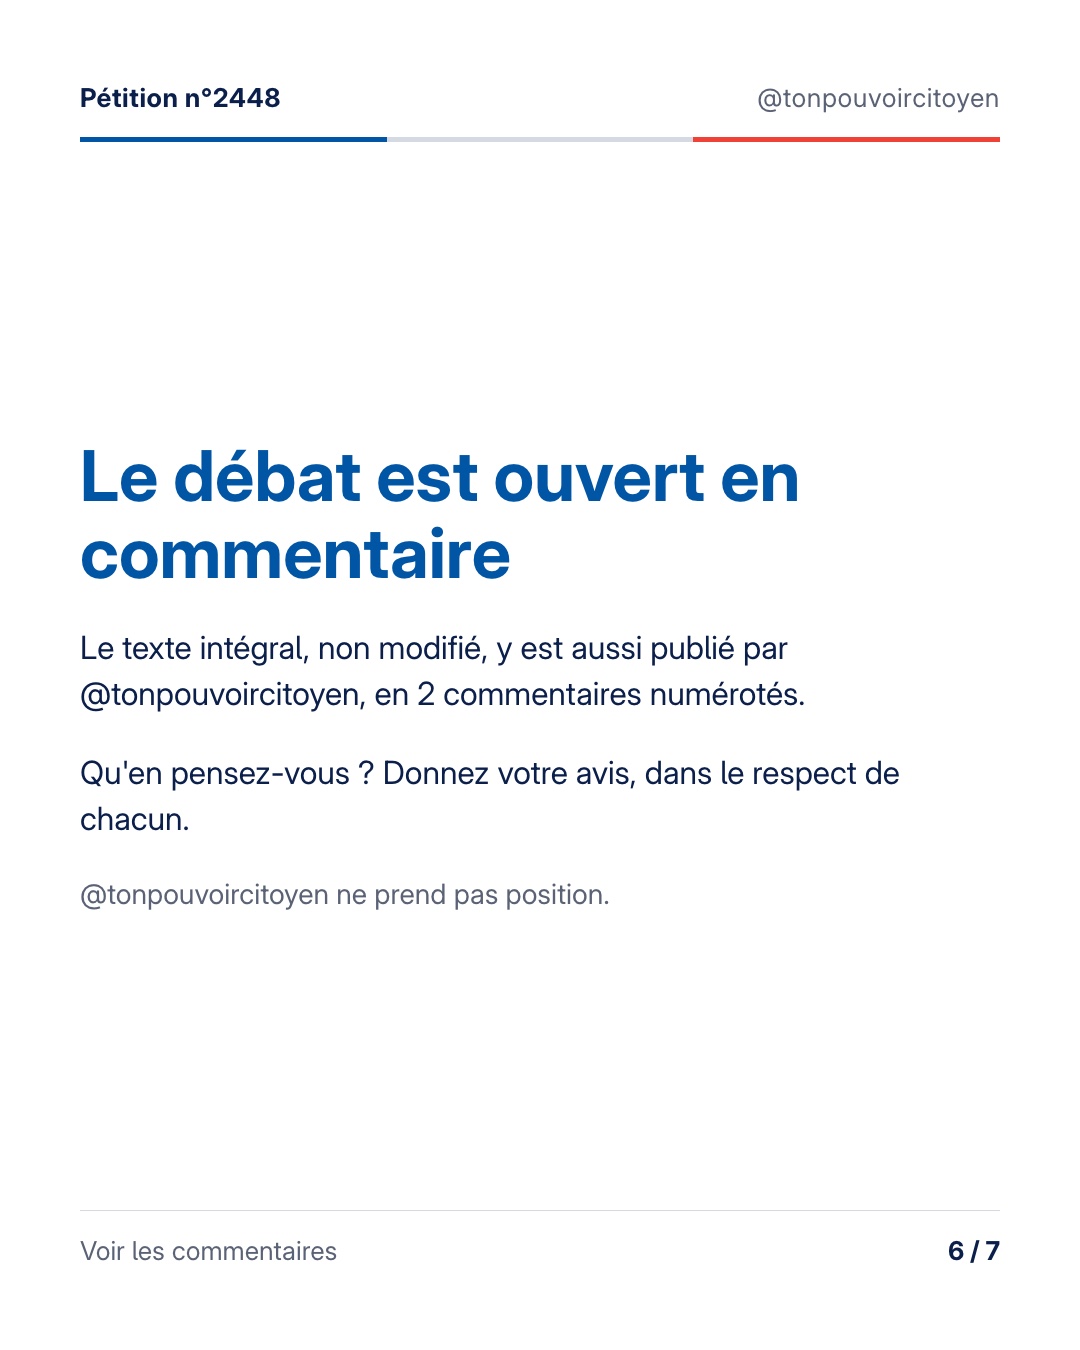 Pétition n°2448
@tonpouvoircitoyen
Le débat est ouvert en
commentaire
Le texte intégral, non modifié, y est aussi publié par
@tonpouvoircitoyen, en 2 commentaires numérotés.
Qu'en pensez-vous ? Donnez votre avis, dans le respect de
chacun.
@tonpouvoircitoyen ne prend pas position.
Voir les commentaires
6 / 7